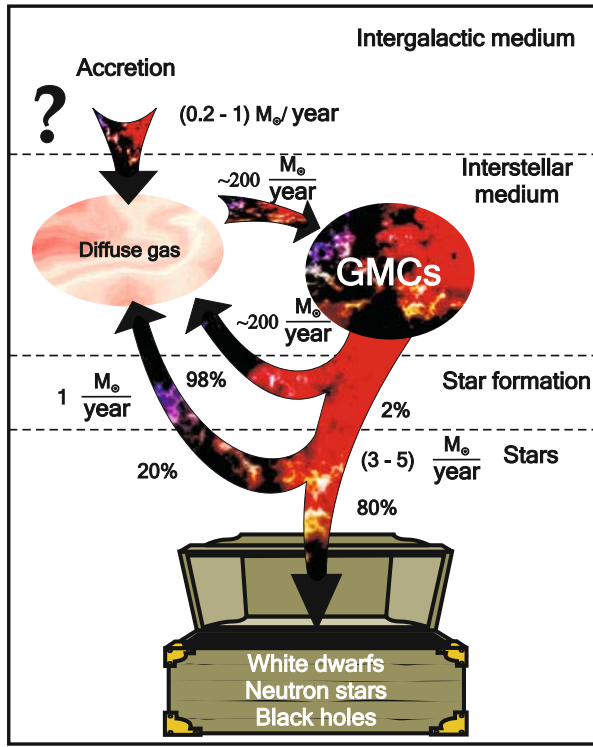 Intergalactic medium
Accretion
?
(0.2 - 1) M☉/ year
Interstellar
medium
~200 M☉
year
Diffuse gas
GMCs
~200 M☉
year
98%
Star formation
1 M☉
year
2%
(3 - 5) M☉
year
Stars
20%
80%
White dwarfs
Neutron stars
Black holes